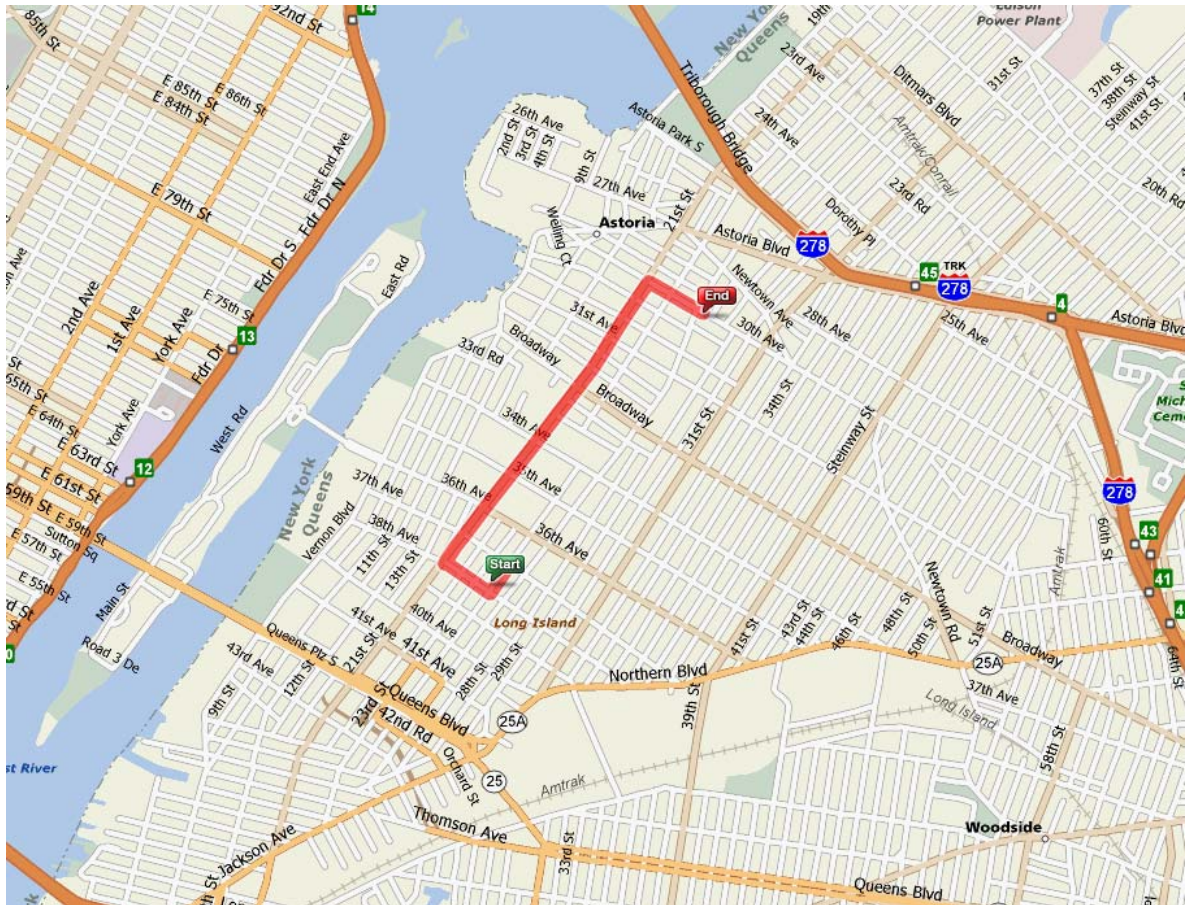 14
92nd St
85th St
E 86th St
E 85th St
E 84th St
East End Ave
E 79th St
Fdr Dr S
Fdr Dr N
2nd Ave
1st Ave
York Ave
E 75th St
13
Fdr Dr
65th St
E 64th St
E 63rd St
E 61st St
York Ave
12
59th St
E 59th St
Sutton Sq
E 57th St
E 55th St
Main St
Road 3 De
West Rd
East Rd
New York
Queens
New York
Queens
Triborough Bridge
19th
Edison
Power Plant
23rd Ave
Ditmars Blvd
31st St
37th St
38th St
Steinway St
41st St
Astoria Park S
24th Ave
Amtrak/Conrail
26th Ave
2nd St
3rd St
4th St
9th St
27th Ave
21st St
23rd Rd
20th Rd
Welling Ct
Astoria
Astoria Blvd
Dorothy Pl
278
45
TRK
278
4
Newtown Ave
28th Ave
25th Ave
Astoria Blvd
End
31st Ave
30th Ave
Broadway
33rd Rd
Broadway
34th St
31st St
Steinway St
34th Ave
35th Ave
37th Ave
36th Ave
36th Ave
38th Ave
Vernon Blvd
11th St
13th St
Start
40th Ave
Long Island
41st Ave
41st Ave
Queens Plz S
43rd Ave
21st St
12th St
9th St
28th St
29th St
23rd St
Queens Blvd
42nd Rd
Orchard St
25A
25
Northern Blvd
39th St
41st St
43rd St
44th St
46th St
48th St
50th St
Newtown Rd
51st St
Broadway
25A
37th Ave
Long Island
58th St
60th St
64th St
278
43
41
Amtrak
Amtrak
Jackson Ave
Thomson Ave
33rd St
Woodside
Queens Blvd
st River